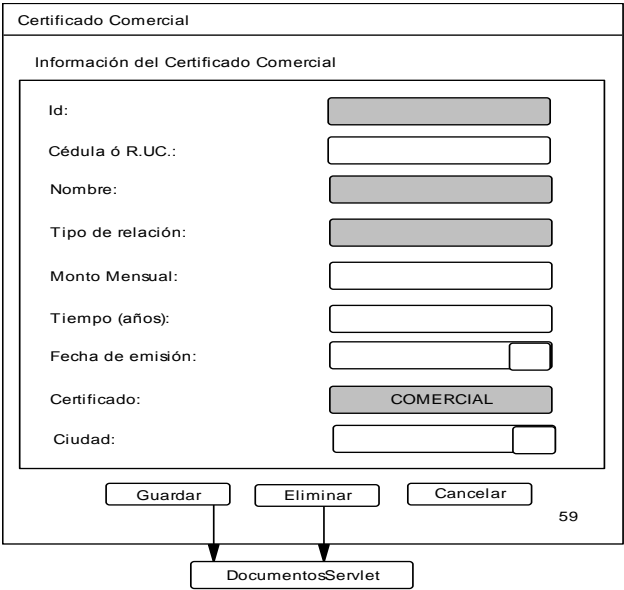 Certificado Comercial
Información del Certificado Comercial
Id:
Cédula ó R.UC.:
Nombre:
Tipo de relación:
Monto Mensual:
Tiempo (años):
Fecha de emisión:
Certificado: COMERCIAL
Ciudad:
Guardar Eliminar Cancelar
59
DocumentosServlet